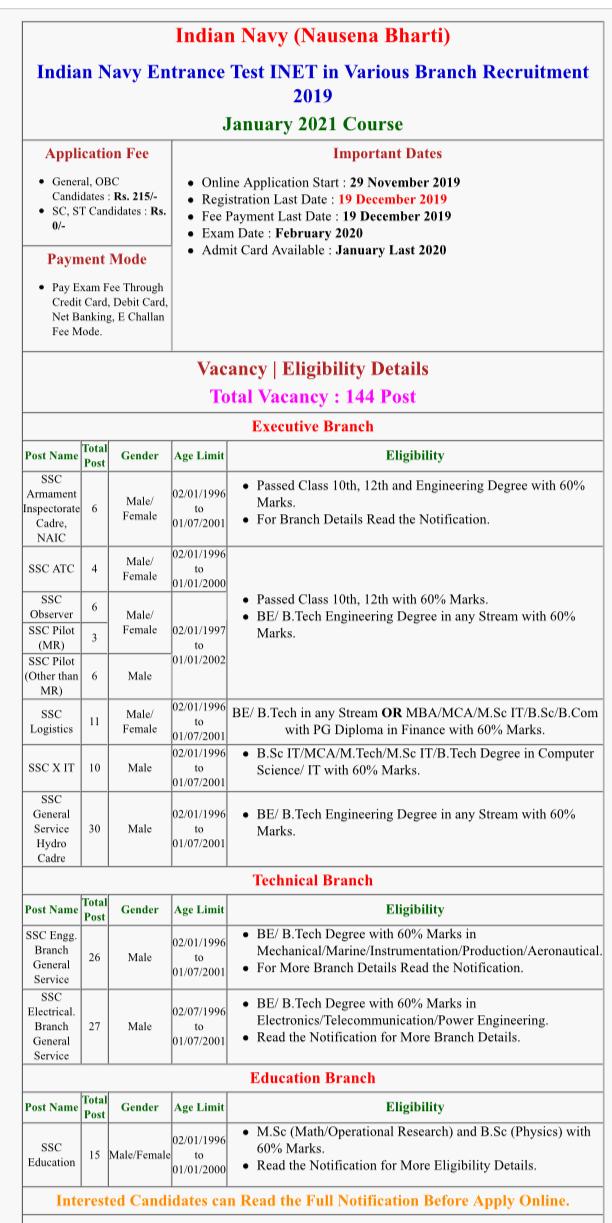 Indian Navy (Nausena Bharti)
Indian Navy Entrance Test INET in Various Branch Recruitment
2019
January 2021 Course
Application Fee
General, OBC
Candidates : Rs. 215/-
SC, ST Candidates : Rs.
0/-
Payment Mode
Pay Exam Fee Through
Credit Card, Debit Card,
Net Banking, E Challan
Fee Mode.
Important Dates
Online Application Start : 29 November 2019
Registration Last Date : 19 December 2019
Fee Payment Last Date : 19 December 2019
Exam Date : February 2020
Admit Card Available : January Last 2020
Vacancy | Eligibility Details
Total Vacancy : 144 Post
Executive Branch
Post Name
Total
Post
Gender
Age Limit
Eligibility
SSC
Armament
Inspectorate
Cadre,
NAIC
6
Male/
Female
02/01/1996
to
01/07/2001
Passed Class 10th, 12th and Engineering Degree with 60%
Marks.
For Branch Details Read the Notification.
SSC ATC
4
Male/
Female
02/01/1996
to
01/01/2000
Passed Class 10th, 12th with 60% Marks.
BE/ B.Tech Engineering Degree in any Stream with 60%
Marks.
SSC
Observer
6
Male/
Female
02/01/1997
to
01/01/2002
SSC Pilot
(MR)
3
SSC Pilot
(Other than
MR)
6
Male
SSC
Logistics
11
Male/
Female
02/01/1996
to
01/07/2001
BE/ B.Tech in any Stream OR MBA/MCA/M.Sc IT/B.Sc/B.Com
with PG Diploma in Finance with 60% Marks.
SSC X IT
10
Male
02/01/1996
to
01/07/2001
B.Sc IT/MCA/M.Tech/M.Sc IT/B.Tech Degree in Computer
Science/ IT with 60% Marks.
SSC
General
Service
Hydro
Cadre
30
Male
02/01/1996
to
01/07/2001
BE/ B.Tech Engineering Degree in any Stream with 60%
Marks.
Technical Branch
Post Name
Total
Post
Gender
Age Limit
Eligibility
SSC Engg.
Branch
General
Service
26
Male
02/01/1996
to
01/07/2001
BE/ B.Tech Degree with 60% Marks in
Mechanical/Marine/Instrumentation/Production/Aeronautical.
For More Branch Details Read the Notification.
SSC
Electrical.
Branch
General
Service
27
Male
02/07/1996
to
01/07/2001
BE/ B.Tech Degree with 60% Marks in
Electronics/Telecommunication/Power Engineering.
Read the Notification for More Branch Details.
Education Branch
Post Name
Total
Post
Gender
Age Limit
Eligibility
SSC
Education
15
Male/Female
02/01/1996
to
01/01/2000
M.Sc (Math/Operational Research) and B.Sc (Physics) with
60% Marks.
Read the Notification for More Eligibility Details.
Interested Candidates can Read the Full Notification Before Apply Online.